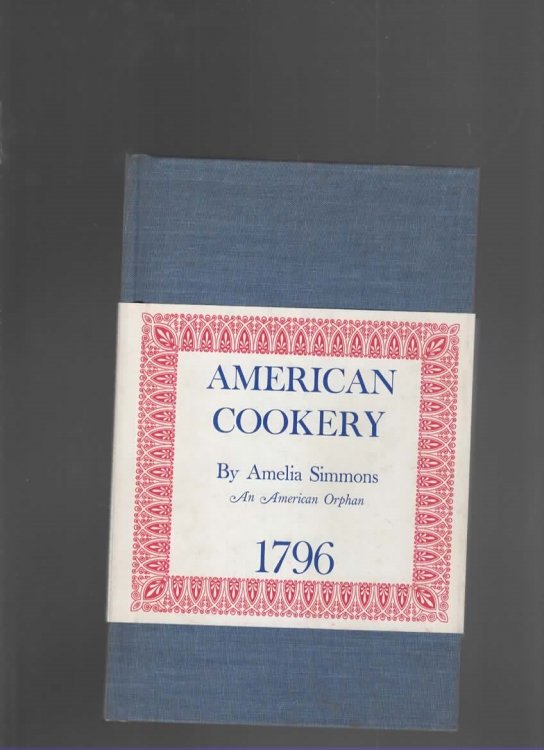 AMERICAN
COOKERY
By Amelia Simmons
An American Orphan
1796